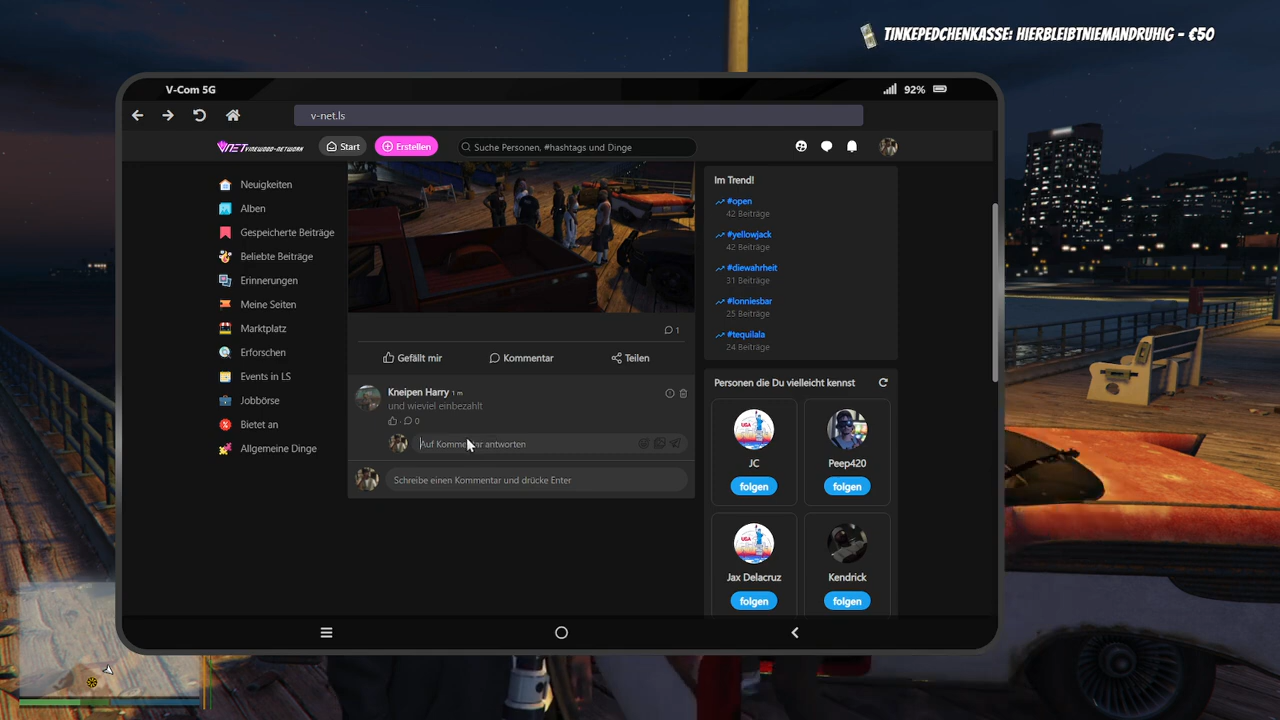 TINKEPEDCHENKASSE: HIERBLEIBTNIEMANDRUHIG - €50
V-Com 5G
92%
v-net.ls
VNET VINEWOOD-NETWORK
Start
Erstellen
Suche Personen, #hashtags und Dinge
Neuigkeiten
Alben
Gespeicherte Beiträge
Beliebte Beiträge
Erinnerungen
Meine Seiten
Marktplatz
Erforschen
Events in LS
Jobbörse
Bietet an
Allgemeine Dinge
1
Gefällt mir
Kommentar
Teilen
Kneipen Harry 1 m
und wieviel einbezahlt
· 0
Auf Kommentar antworten
Schreibe einen Kommentar und drücke Enter
Im Trend!
#open
42 Beiträge
#yellowjack
42 Beiträge
#diewahrheit
31 Beiträge
#lonniesbar
25 Beiträge
#tequilala
24 Beiträge
Personen die Du vielleicht kennst
JC
folgen
Peep420
folgen
UGA
Jax Delacruz
folgen
Kendrick
folgen